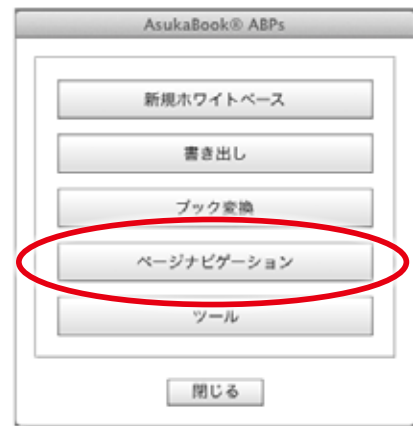 AsukaBook® ABPs
新規ホワイトベース
書き出し
ブック変換
ページナビゲーション
ツール
閉じる